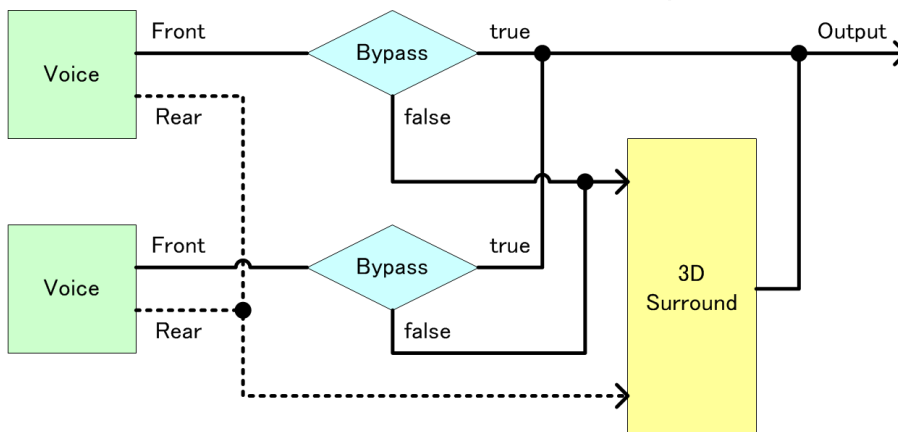 Front
Bypass
true
Output
Voice
Rear
false
Front
Bypass
true
Voice
Rear
false
3D
Surround